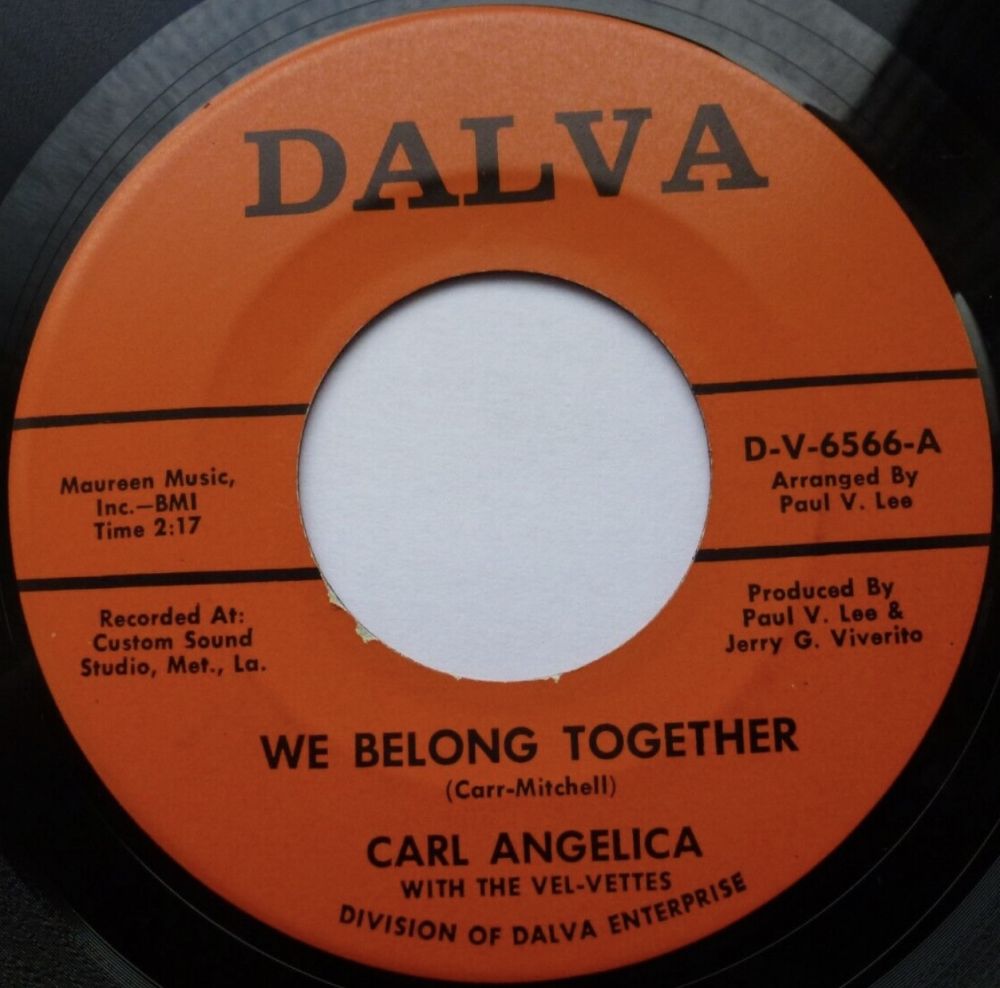 DALVA
Maureen Music,
Inc.—BMI
Time 2:17
D-V-6566-A
Arranged By
Paul V. Lee
Recorded At:
Custom Sound
Studio, Met., La.
Produced By
Paul V. Lee &
Jerry G. Viverito
WE BELONG TOGETHER
(Carr-Mitchell)
CARL ANGELICA
WITH THE VEL-VETTES
DIVISION OF DALVA ENTERPRISE